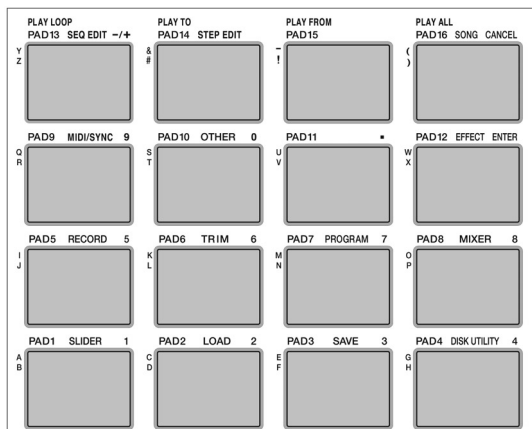 PLAY LOOP PLAY TO PLAY FROM PLAY ALL
PAD13 SEQ EDIT −/+ PAD14 STEP EDIT PAD15 PAD16 SONG CANCEL
Y & – (
Z # ! )
PAD9 MIDI/SYNC 9 PAD10 OTHER 0 PAD11 . PAD12 EFFECT ENTER
Q S U W
R T V X
PAD5 RECORD 5 PAD6 TRIM 6 PAD7 PROGRAM 7 PAD8 MIXER 8
I K M O
J L N P
PAD1 SLIDER 1 PAD2 LOAD 2 PAD3 SAVE 3 PAD4 DISK UTILITY 4
A C E G
B D F H